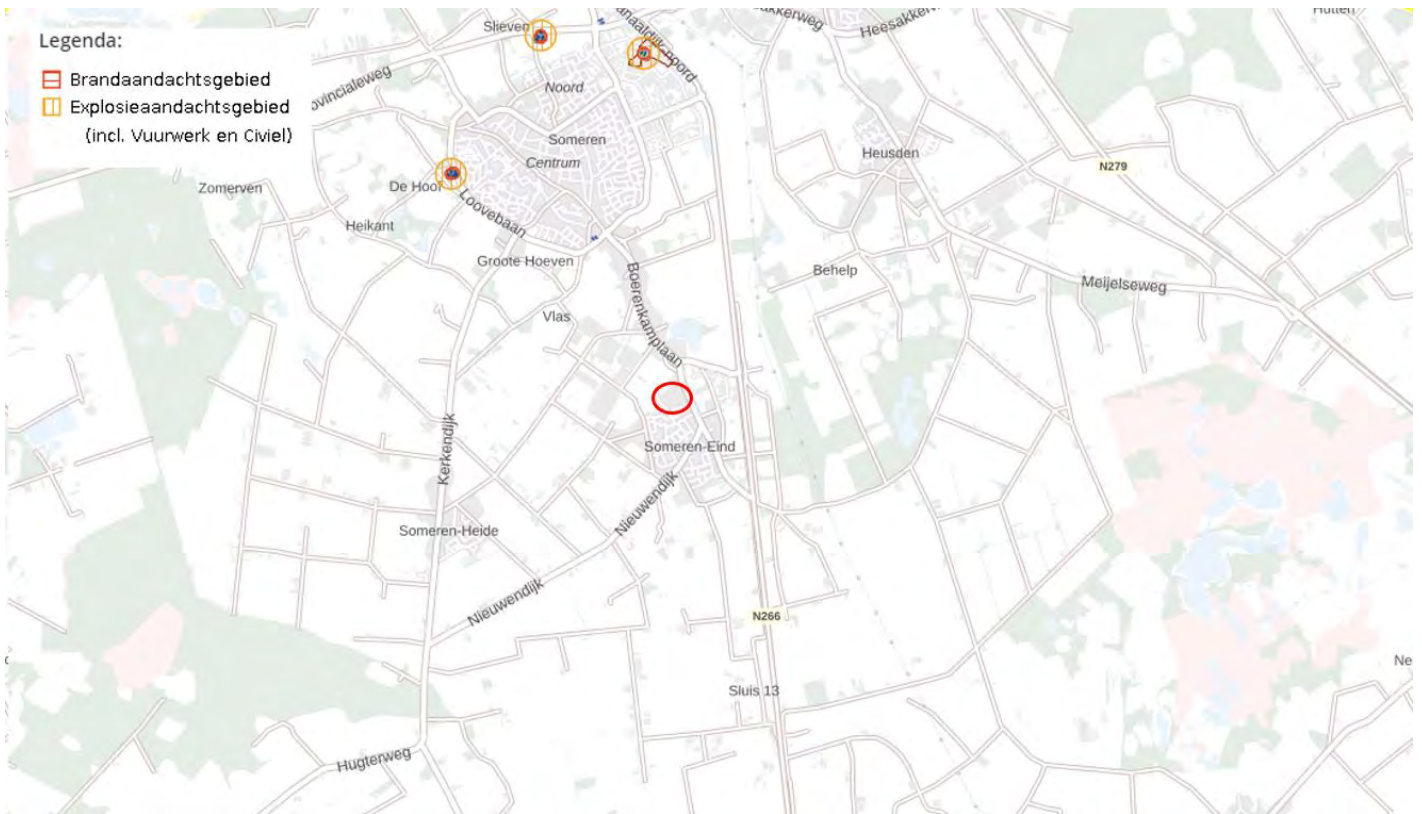 Legenda:
Brandaandachtsgebied
Explosieaandachtsgebied
(incl. Vuurwerk en Civiel)
Slieven
Noord
Someren
Centrum
De Hoof
Loovebaan
Zomerven
Heikant
Groote Hoeven
Vlas
Boerenkamplaan
Heusden
N279
Behelp
Meijelseweg
Kerkendijk
Someren-Eind
Nieuwendijk
Someren-Heide
Nieuwendijk
N266
Sluis 13
Hugterweg